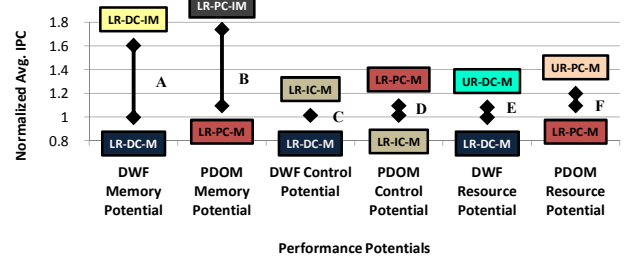 Normalized Avg. IPC
1.8
1.6
1.4
1.2
1
0.8
LR-DC-IM
LR-PC-IM
LR-IC-M
LR-PC-M
UR-DC-M
UR-PC-M
A
B
C
D
E
F
LR-DC-M
LR-PC-M
LR-DC-M
LR-IC-M
LR-DC-M
LR-PC-M
DWF Memory Potential
PDOM Memory Potential
DWF Control Potential
PDOM Control Potential
DWF Resource Potential
PDOM Resource Potential
Performance Potentials